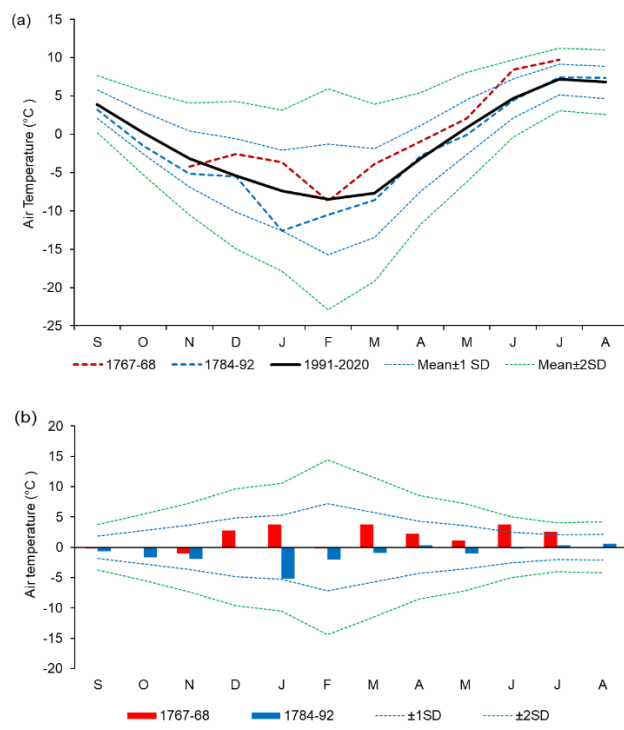 (a)
15
10
5
0
-5
-10
-15
-20
-25
Air Temperature (°C)
S O N D J F M A M J J A
1767-68 1784-92 1991-2020 Mean±1 SD Mean±2SD
(b)
20
15
10
5
0
-5
-10
-15
-20
Air temperature (°C)
S O N D J F M A M J J A
1767-68 1784-92 ±1SD ±2SD